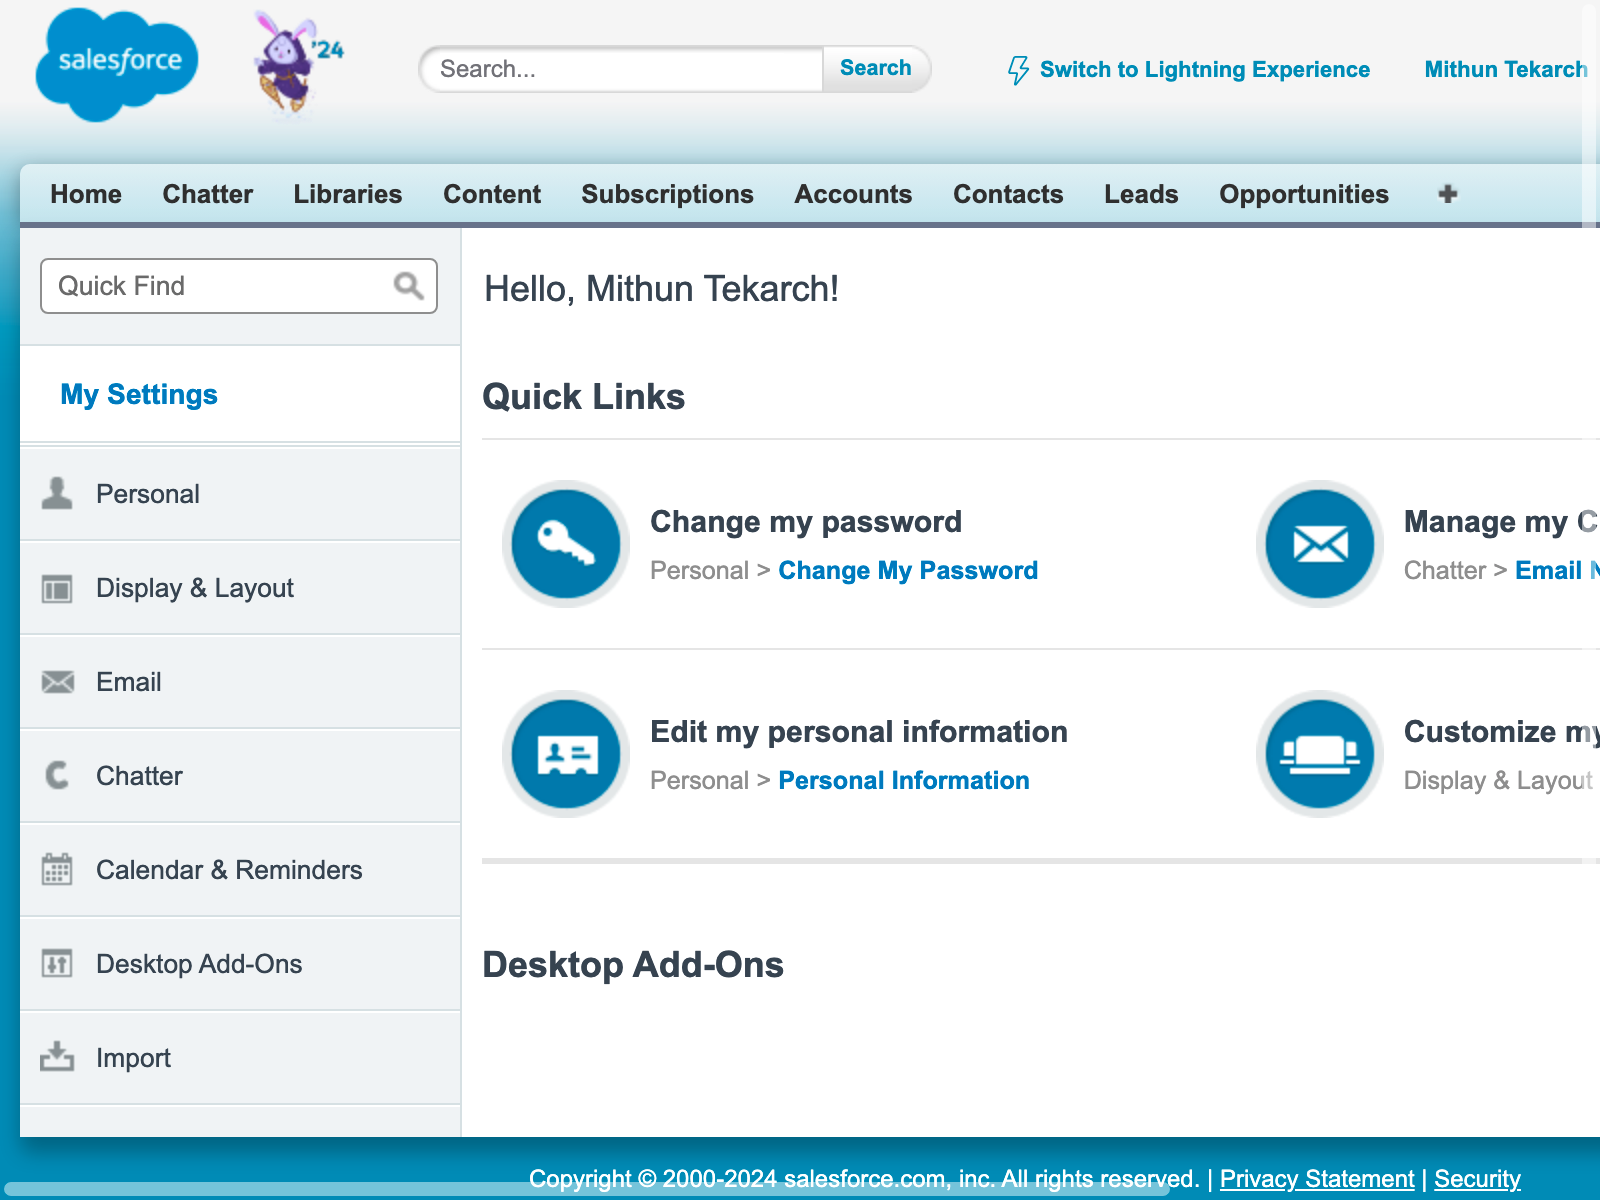 salesforce
'24
Search...
Search
Switch to Lightning Experience
Mithun Tekarch
Home Chatter Libraries Content Subscriptions Accounts Contacts Leads Opportunities
Quick Find
Hello, Mithun Tekarch!
My Settings
Personal
Display & Layout
Email
Chatter
Calendar & Reminders
Desktop Add-Ons
Import
Quick Links
Change my password
Personal > Change My Password
Manage my C
Chatter > Email N
Edit my personal information
Personal > Personal Information
Customize my
Display & Layout
Desktop Add-Ons
Copyright © 2000-2024 salesforce.com, inc. All rights reserved. | Privacy Statement | Security